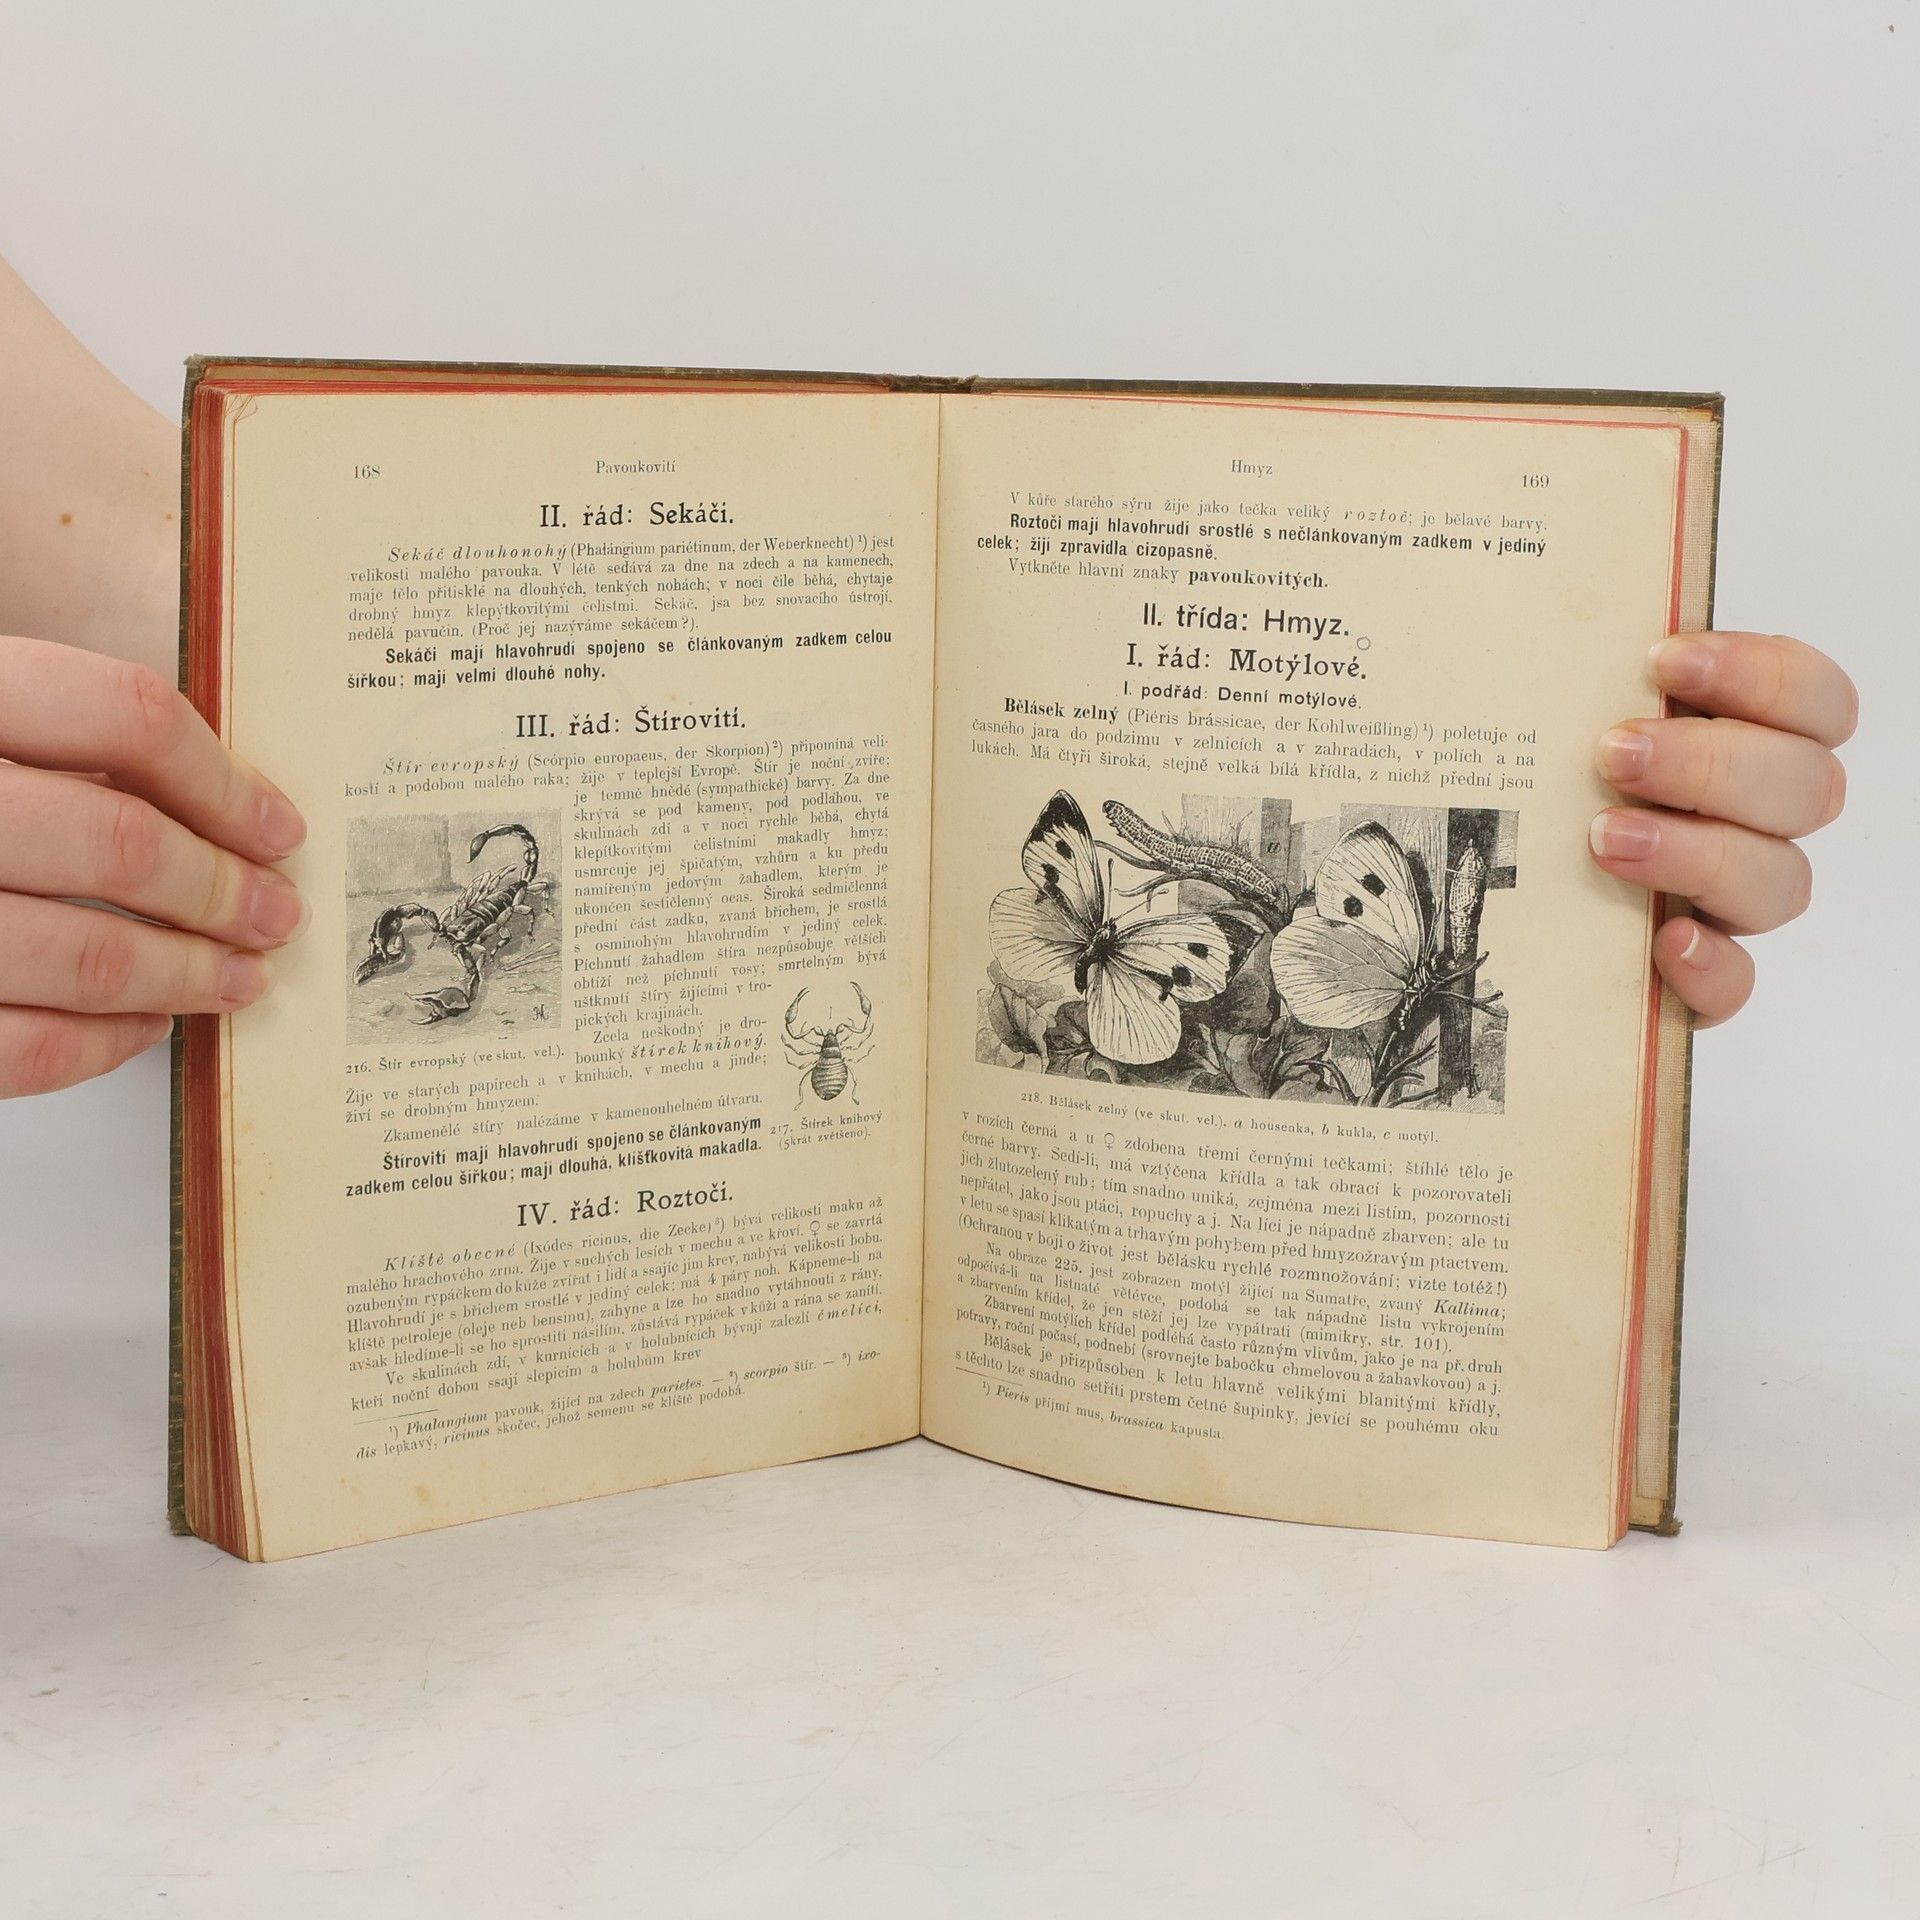 168
Pavoukovití
II. řád: Sekáči.
Sekáč dlouhonohý (Phalángium pariétinum, der Weberknecht) ¹) jest
velikosti malého pavouka. V létě sedává za dne na zdech a na kamenech,
maje tělo přitisklé na dlouhých, tenkých nohách; v noci čile běhá, chytaje
drobný hmyz klepýtkovitými čelistmi. Sekáč, jsa bez snovacího ústrojí,
nedělá pavučin. (Proč jej nazýváme sekáčem?).
Sekáči mají hlavohrudí spojeno se článkovaným zadkem celou
šířkou; mají velmi dlouhé nohy.
III. řád: Štírovití.
Štír evropský (Scórpio europaeus, der Skorpion) ²) připomíná veli-
kostí a podobou malého raka; žije v teplejší Evropě. Štír je noční zvíře;
je temně hnědé (sympathické) barvy. Za dne
skrývá se pod kameny, pod podlahou, ve
skulinách zdí a v noci rychle běhá, chytá
klepítkovitými čelistními makadly hmyz;
usmrcuje jej špičatým, vzhůru a ku předu
namířeným jedovým žahadlem, kterým je
ukončen šestičlenný ocas. Široká sedmičlenná
přední část zadku, zvaná břichem, je srostlá
s osminohým hlavohrudím v jediný celek.
Píchnutí žahadlem štíra nezpůsobuje větších
obtíží než píchnutí vosy; smrtelným bývá
uštknutí štíry žijícími v tro-
pických krajinách.
Zcela neškodný je dro-
bounký štírek knihový.
216. Štír evropský (ve skut. vel.).
Žije ve starých papírech a v knihách, v mechu a jinde;
živí se drobným hmyzem.
Zkamenělé štíry nalézáme v kamenouhelném útvaru.
217. Štírek knihový
(5krát zvětšeno).
Štírovití mají hlavohrudí spojeno se článkovaným
zadkem celou šířkou; mají dlouhá, klíšťkovitá makadla.
IV. řád: Roztoči.
Klíště obecné (Ixódes ricinus, die Zecke) ³) bývá velikosti maku až
malého hrachového zrna. Žije v suchých lesích v mechu a ve křoví. ♀ se zavrtá
ozubeným rypáčkem do kůže zvířat i lidí a ssajíc jim krev, nabývá velikosti bobu.
Hlavohrudí je s břichem srostlé v jediný celek; má 4 páry noh. Kápneme-li na
klíště petroleje (oleje neb bensinu), zahyne a lze ho snadno vytáhnouti z rány,
avšak hledíme-li se ho sprostiti násilím, zůstává rypáček v kůži a rána se zanítí.
Ve skulinách zdí, v kurnících a v holubnících bývají zalezlí čmelíci,
kteří noční dobou ssají slepicím a holubům krev
¹) Phalangium pavouk, žijící na zdech parietes. — ²) scorpio štír. — ³) ixo-
dis lepkavý, ricinus skočec, jehož semenu se klíště podobá.
Hmyz
169
V kůře starého sýru žije jako tečka veliký roztoč; je bělavé barvy.
Roztoči mají hlavohrudí srostlé s nečlánkovaným zadkem v jediný
celek; žijí zpravidla cizopasně.
Vytkněte hlavní znaky pavoukovitých.
II. třída: Hmyz.
I. řád: Motýlové.
I. podřád: Denní motýlové.
Bělásek zelný (Piéris brássicae, der Kohlweißling) ¹) poletuje od
časného jara do podzimu v zelnicích a v zahradách, v polích a na
lukách. Má čtyři široká, stejně velká bílá křídla, z nichž přední jsou
a
218. Bělásek zelný (ve skut. vel.). a housenka, b kukla, c motýl.
v rozích černá a u ♀ zdobena třemi černými tečkami; štíhlé tělo je
černé barvy. Sedí-li, má vztýčena křídla a tak obrací k pozorovateli
jich žlutozelený rub; tím snadno uniká, zejména mezi listím, pozornosti
nepřátel, jako jsou ptáci, ropuchy a j. Na líci je nápadně zbarven; ale tu
v letu se spasí klikatým a trhavým pohybem před hmyzožravým ptactvem.
(Ochranou v boji o život jest bělásku rychlé rozmnožování; vizte totéž!)
Na obraze 225. jest zobrazen motýl žijící na Sumatře, zvaný Kallima;
odpočívá-li na listnaté větévce, podobá se tak nápadně listu vykrojením
a zbarvením křídel, že jen stěží jej lze vypátrati (mimikry, str. 101).
Zbarvení motýlích křídel podléhá často různým vlivům, jako je na př. druh
potravy, roční počasí, podnebí (srovnejte babočku chmelovou a žahavkovou) a j.
Bělásek je přizpůsoben k letu hlavně velikými blanitými křídly,
s těchto lze snadno setříti prstem četné šupinky, jevící se pouhému oku
¹) Pieris příjmí mus, brassica kapusta.